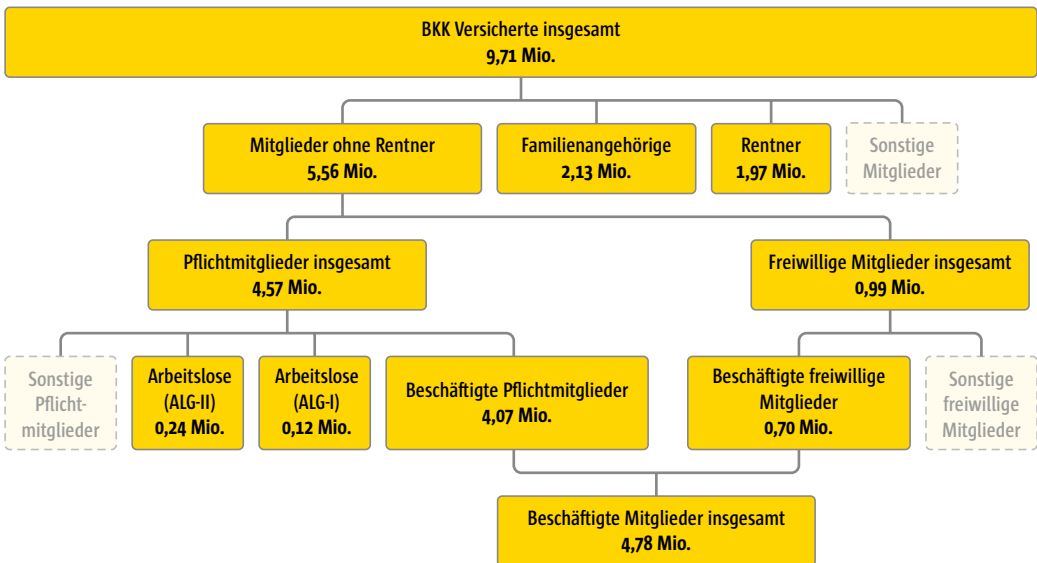 BKK Versicherte insgesamt
9,71 Mio.
Mitglieder ohne Rentner
5,56 Mio.
Familienangehörige
2,13 Mio.
Rentner
1,97 Mio.
Sonstige
Mitglieder
Pflichtmitglieder insgesamt
4,57 Mio.
Freiwillige Mitglieder insgesamt
0,99 Mio.
Sonstige
Pflicht-
mitglieder
Arbeitslose
(ALG-II)
0,24 Mio.
Arbeitslose
(ALG-I)
0,12 Mio.
Beschäftigte Pflichtmitglieder
4,07 Mio.
Beschäftigte freiwillige
Mitglieder
0,70 Mio.
Sonstige
freiwillige
Mitglieder
Beschäftigte Mitglieder insgesamt
4,78 Mio.